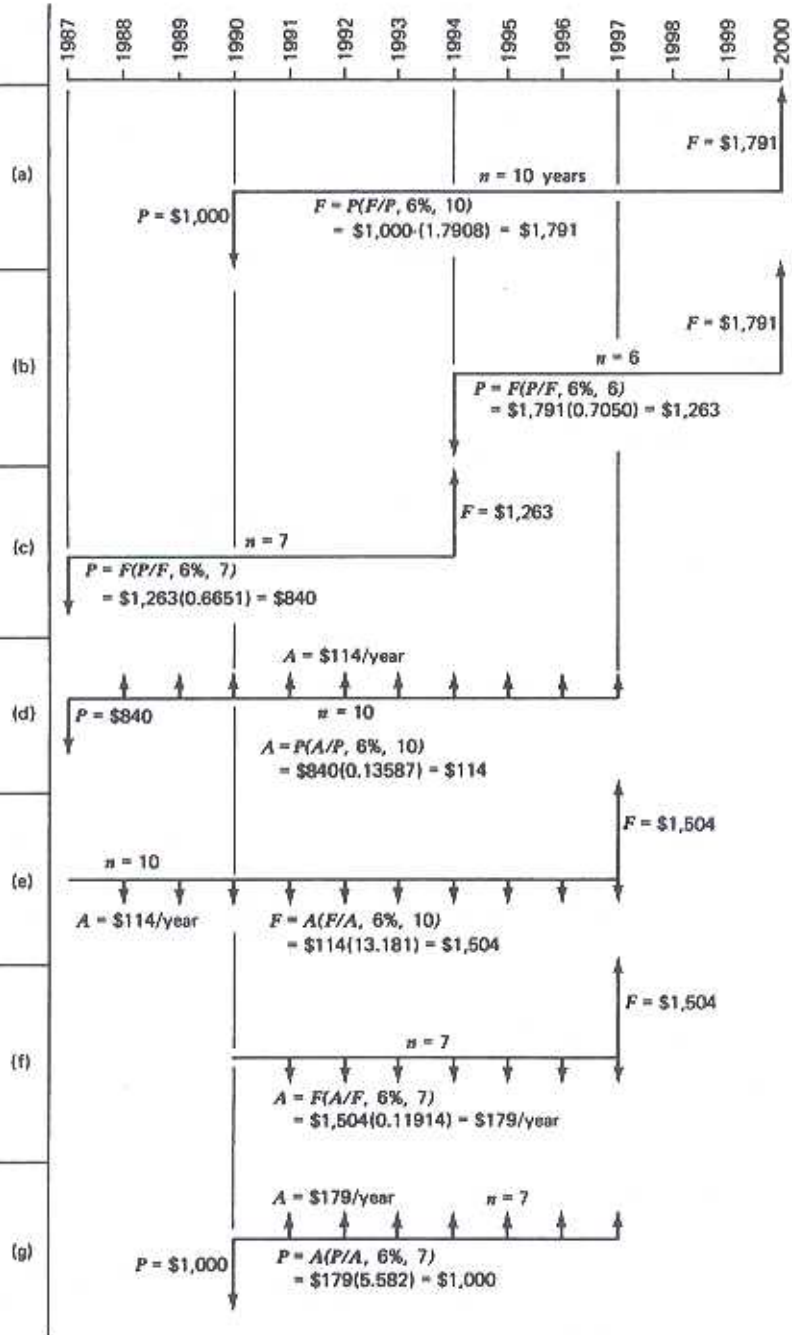 1987 1988 1989 1990 1991 1992 1993 1994 1995 1996 1997 1998 1999 2000
F = $1,791
(a)
n = 10 years
P = $1,000
F = P(F/P, 6%, 10)
= $1,000·(1.7908) = $1,791
F = $1,791
(b)
n = 6
P = F(P/F, 6%, 6)
= $1,791(0.7050) = $1,263
F = $1,263
(c)
n = 7
P = F(P/F, 6%, 7)
= $1,263(0.6651) = $840
A = $114/year
(d)
P = $840
n = 10
A = P(A/P, 6%, 10)
= $840(0.13587) = $114
F = $1,504
n = 10
(e)
A = $114/year
F = A(F/A, 6%, 10)
= $114(13.181) = $1,504
F = $1,504
n = 7
(f)
A = F(A/F, 6%, 7)
= $1,504(0.11914) = $179/year
A = $179/year
n = 7
(g)
P = $1,000
P = A(P/A, 6%, 7)
= $179(5.582) = $1,000